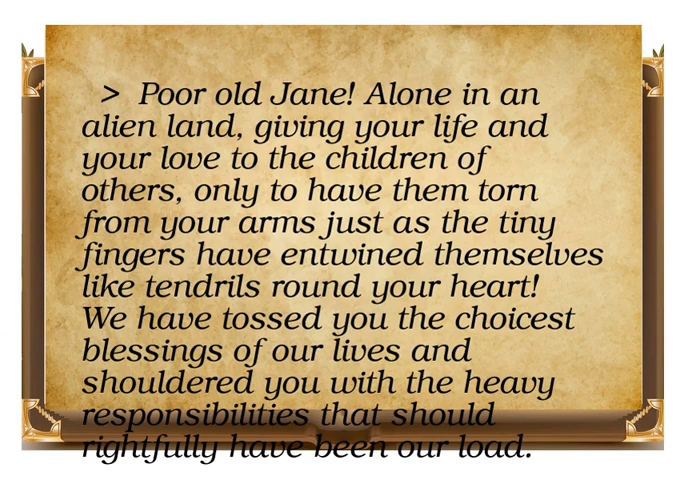 > Poor old Jane! Alone in an
alien land, giving your life and
your love to the children of
others, only to have them torn
from your arms just as the tiny
fingers have entwined themselves
like tendrils round your heart!
We have tossed you the choicest
blessings of our lives and
shouldered you with the heavy
responsibilities that should
rightfully have been our load.